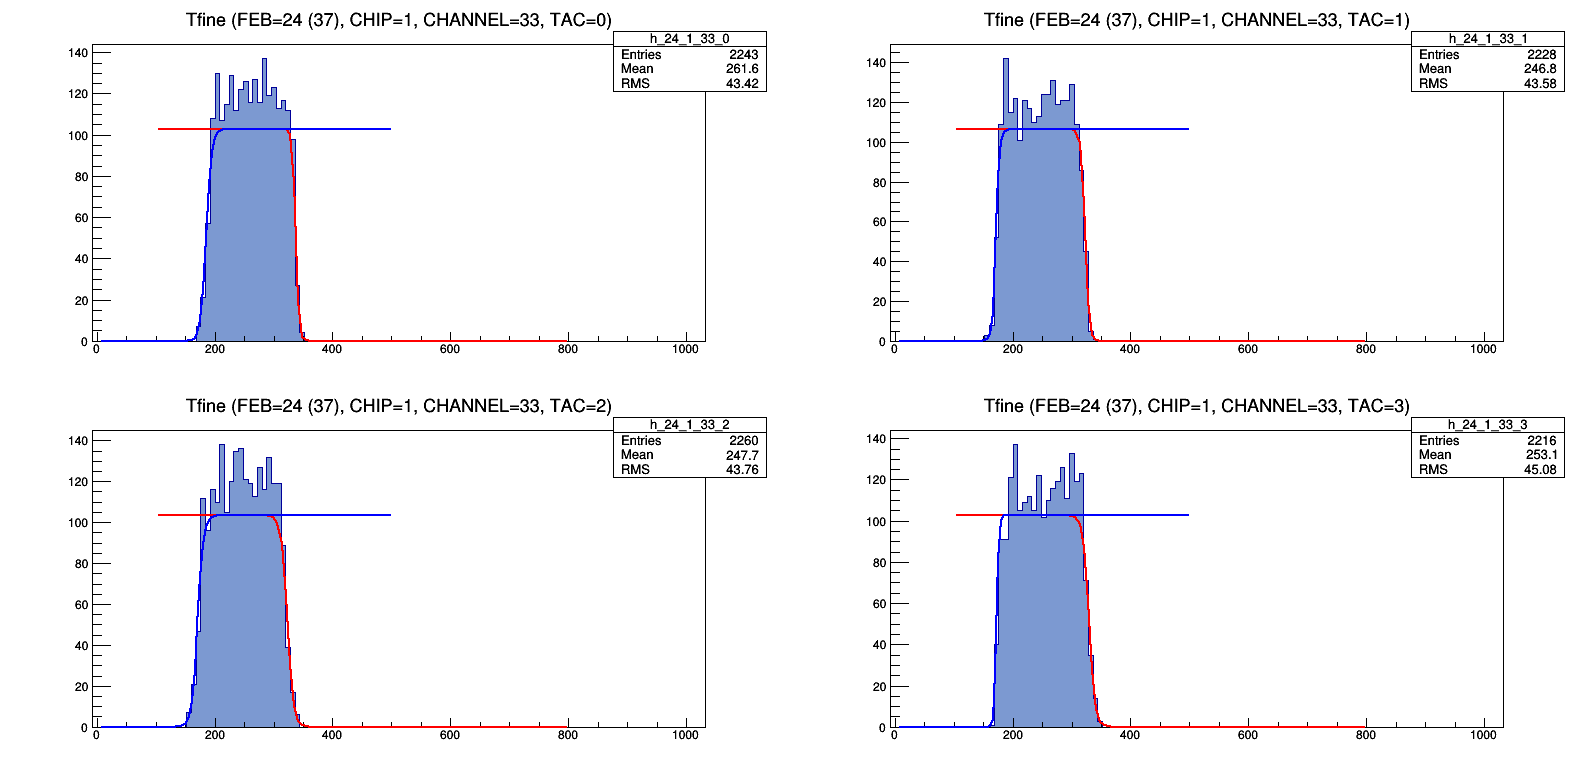 Tfine (FEB=24 (37), CHIP=1, CHANNEL=33, TAC=0)
h_24_1_33_0
Entries 2243
Mean 261.6
RMS 43.42
140
120
100
80
60
40
20
0
0 200 400 600 800 1000
Tfine (FEB=24 (37), CHIP=1, CHANNEL=33, TAC=1)
h_24_1_33_1
Entries 2228
Mean 246.8
RMS 43.58
140
120
100
80
60
40
20
0
0 200 400 600 800 1000
Tfine (FEB=24 (37), CHIP=1, CHANNEL=33, TAC=2)
h_24_1_33_2
Entries 2260
Mean 247.7
RMS 43.76
140
120
100
80
60
40
20
0
0 200 400 600 800 1000
Tfine (FEB=24 (37), CHIP=1, CHANNEL=33, TAC=3)
h_24_1_33_3
Entries 2216
Mean 253.1
RMS 45.08
140
120
100
80
60
40
20
0
0 200 400 600 800 1000